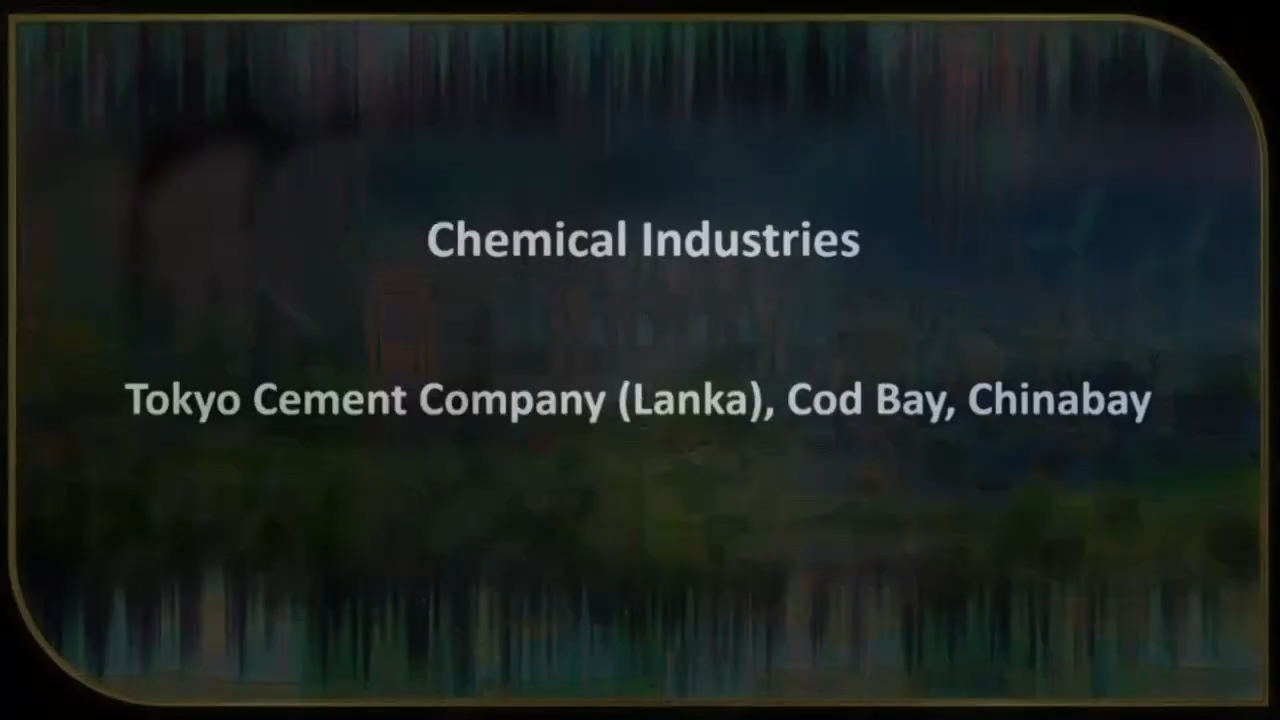 Chemical Industries
Tokyo Cement Company (Lanka), Cod Bay, Chinabay